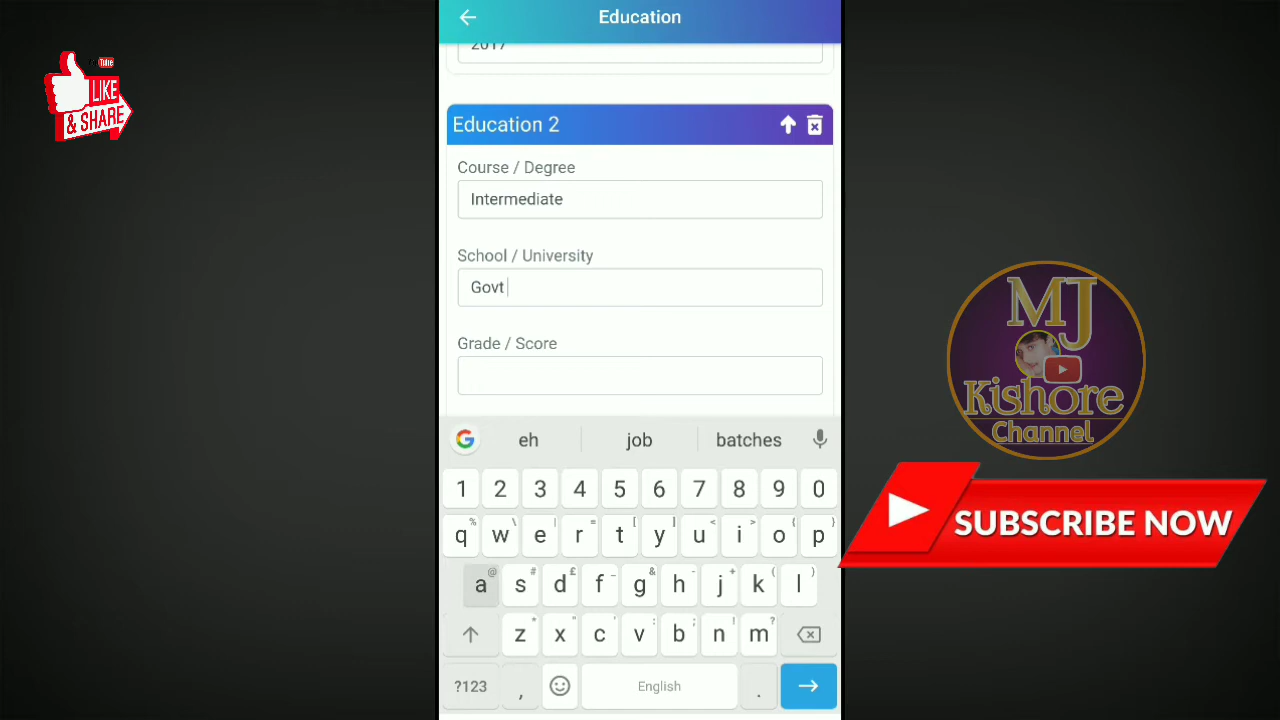 Education
2017
YouTube
LIKE
& SHARE
Education 2
Course / Degree
Intermediate
School / University
Govt
Grade / Score
MJ
Kishore
Channel
SUBSCRIBE NOW
G eh job batches
1 2 3 4 5 6 7 8 9 0
% \ | = [ ] < > { }
q w e r t y u i o p
@ # £ _ & - + ( )
a s d f g h j k l
* " ' : ; ! ?
z x c v b n m
?123 , English .